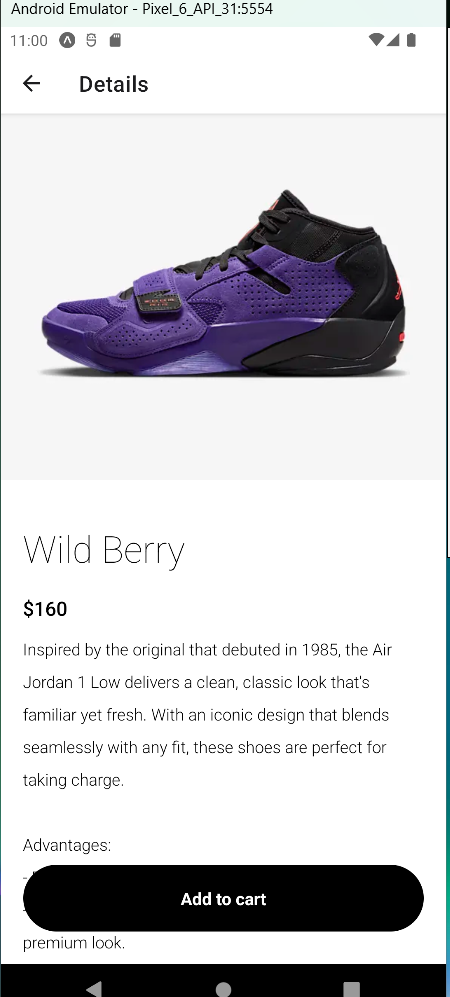 Android Emulator - Pixel_6_API_31:5554
11:00
Details
Wild Berry
$160
Inspired by the original that debuted in 1985, the Air
Jordan 1 Low delivers a clean, classic look that's
familiar yet fresh. With an iconic design that blends
seamlessly with any fit, these shoes are perfect for
taking charge.
Advantages:
Add to cart
premium look.